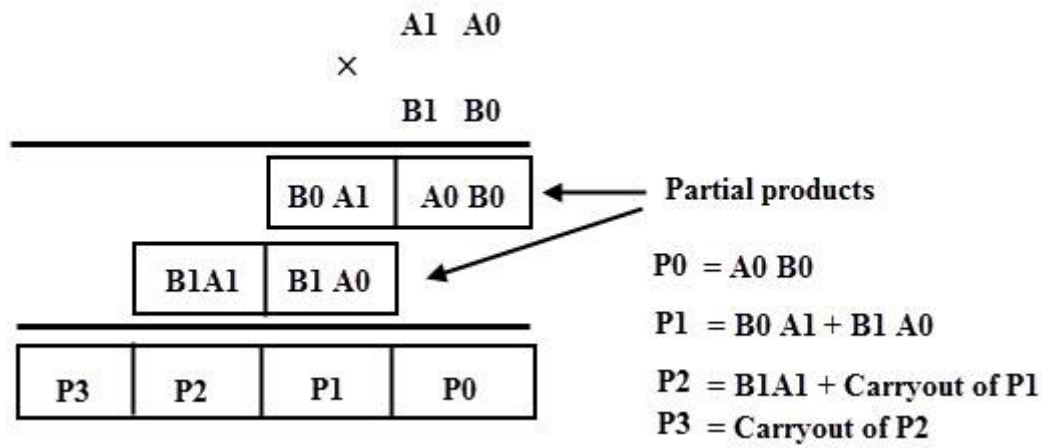 A1 A0
×
B1 B0
B0 A1 A0 B0
Partial products
B1A1 B1 A0
P0 = A0 B0
P1 = B0 A1 + B1 A0
P3 P2 P1 P0
P2 = B1A1 + Carryout of P1
P3 = Carryout of P2